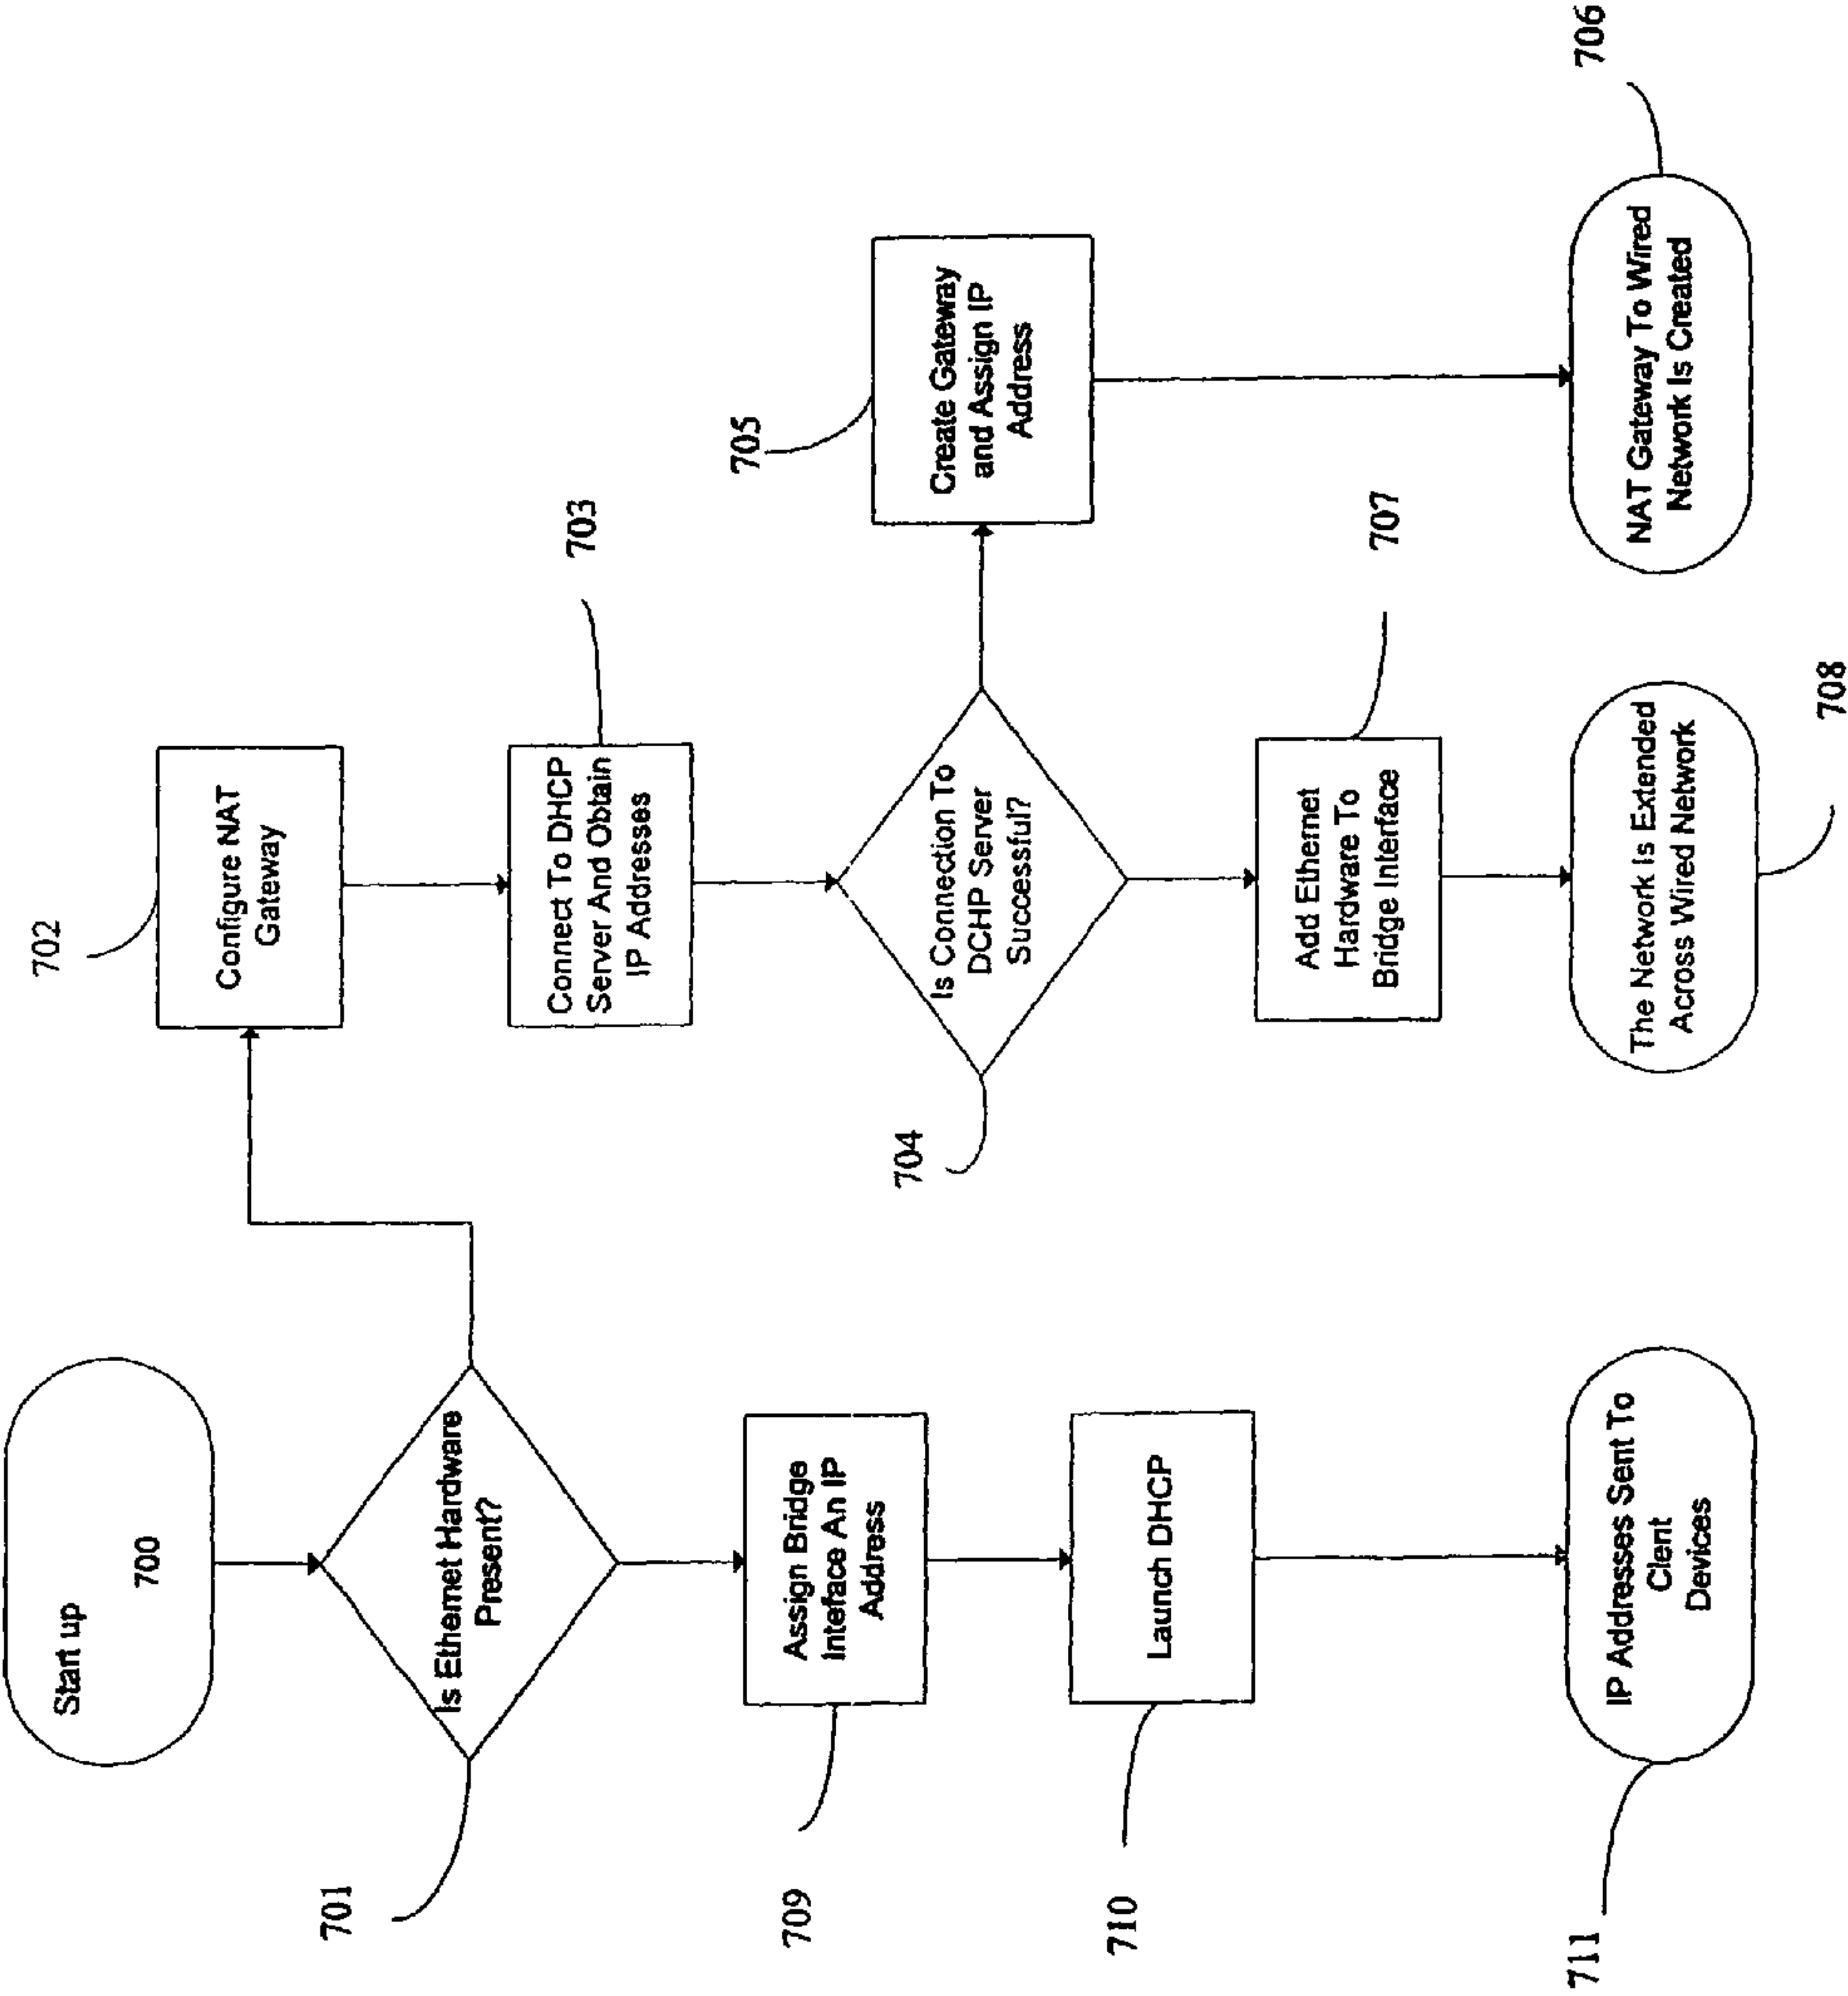 Start up
700
701
Is Ethernet Hardware
Present?
702
Configure NAT
Gateway
703
Connect To DHCP
Server And Obtain
IP Addresses
704
Is Connection To
DCHP Server
Successful?
705
Create Gateway
and Assign IP
Address
706
NAT Gateway To Wired
Network Is Created
707
Add Ethernet
Hardware To
Bridge Interface
708
The Network Is Extended
Across Wired Network
709
Assign Bridge
Inteface An IP
Address
710
Launch DHCP
711
IP Addresses Sent To
Clent
Devices